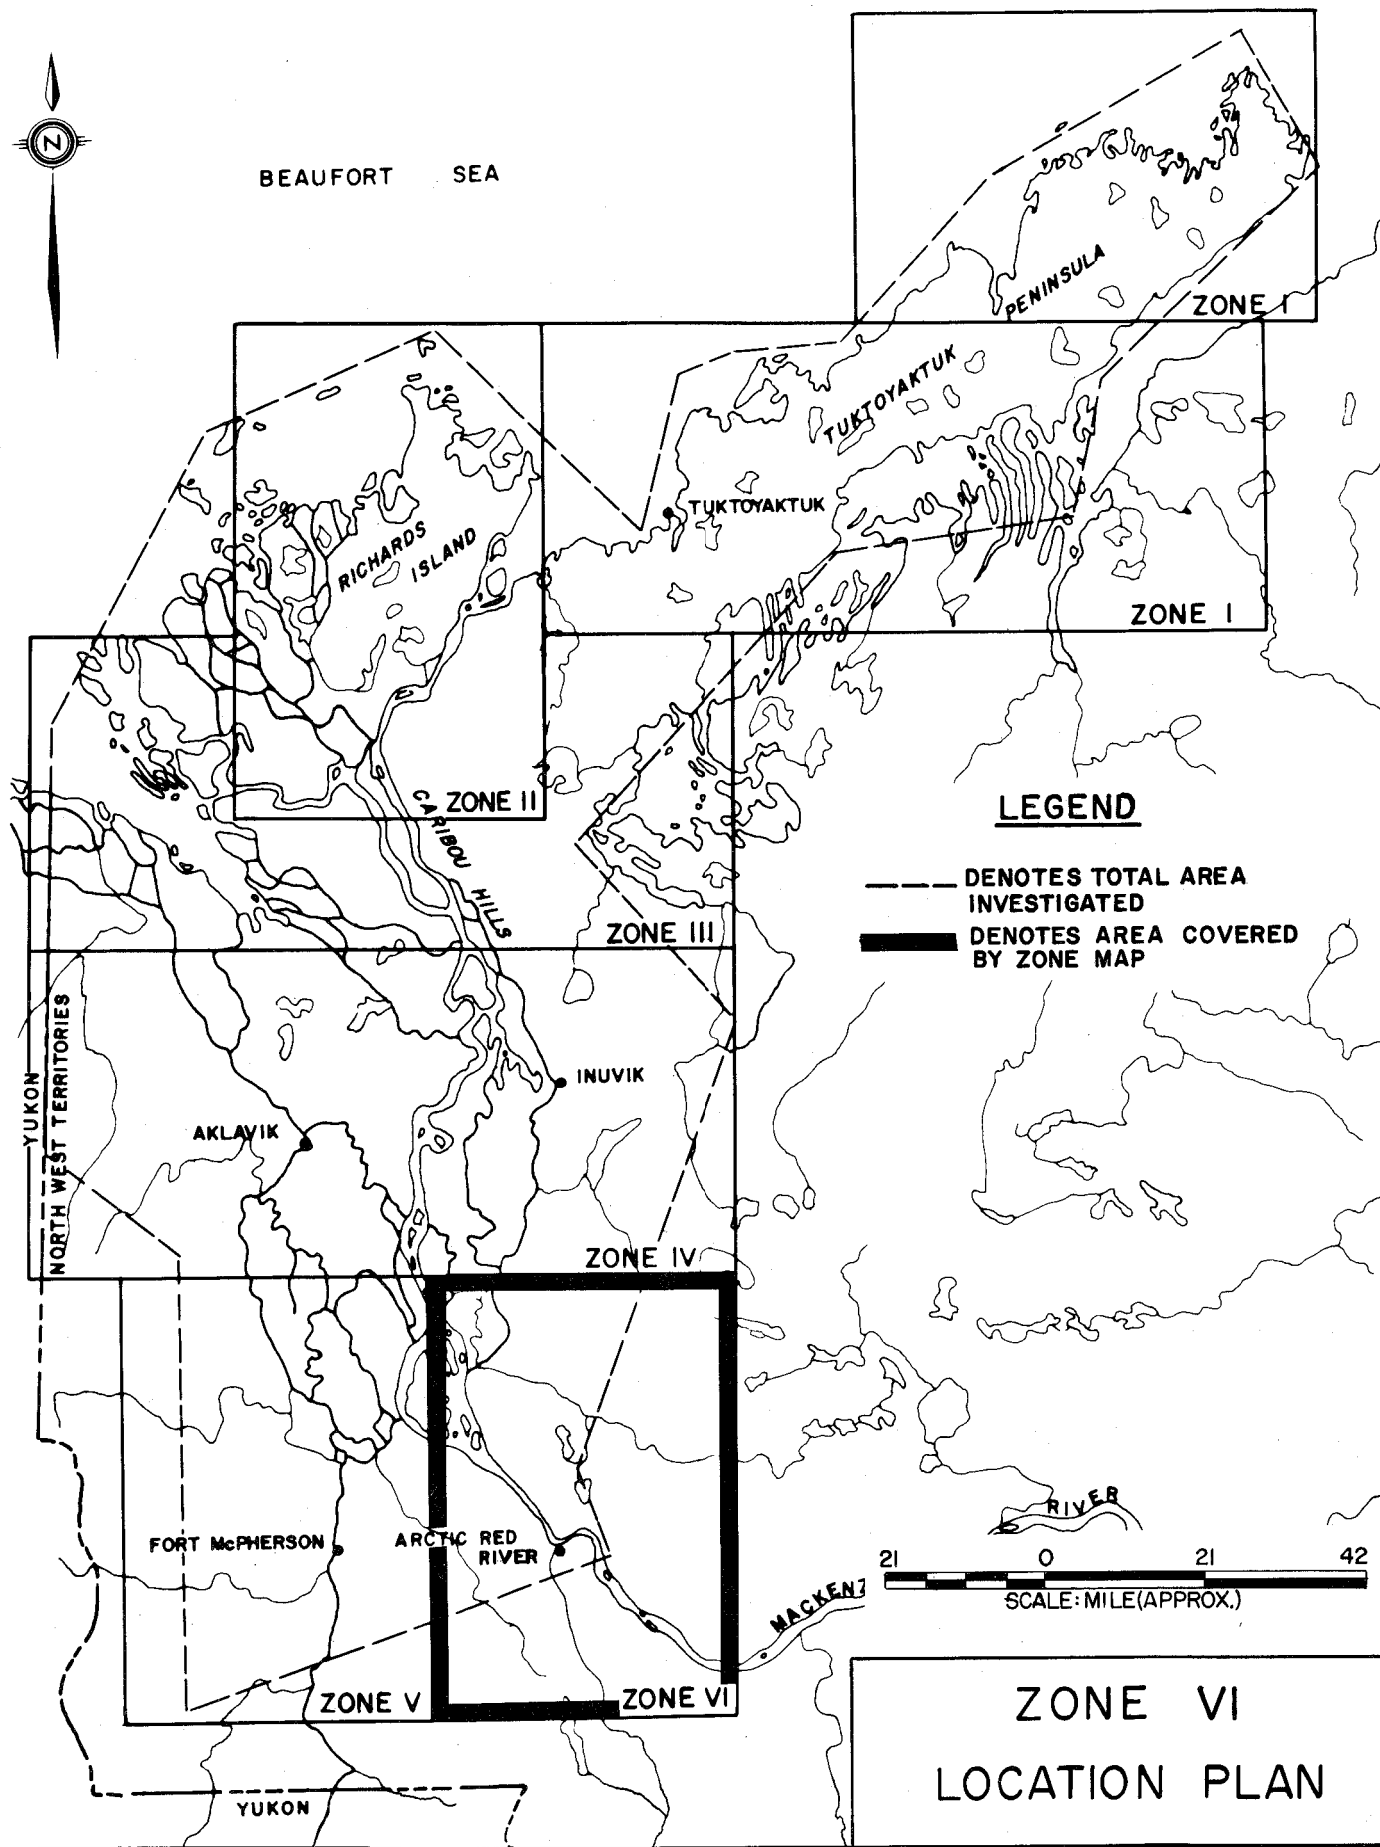 N
BEAUFORT SEA
PENINSULA
ZONE I
TUKTOYAKTUK
TUKTOYAKTUK
RICHARDS
ISLAND
ZONE I
ZONE II
CARIBOU HILLS
LEGEND
DENOTES TOTAL AREA
INVESTIGATED
DENOTES AREA COVERED
BY ZONE MAP
ZONE III
YUKON
NORTH WEST TERRITORIES
INUVIK
AKLAVIK
ZONE IV
RIVER
FORT McPHERSON
ARCTIC RED
RIVER
21 0 21 42
SCALE: MILE (APPROX.)
MACKENZ
ZONE V
ZONE VI
YUKON
ZONE VI
LOCATION PLAN